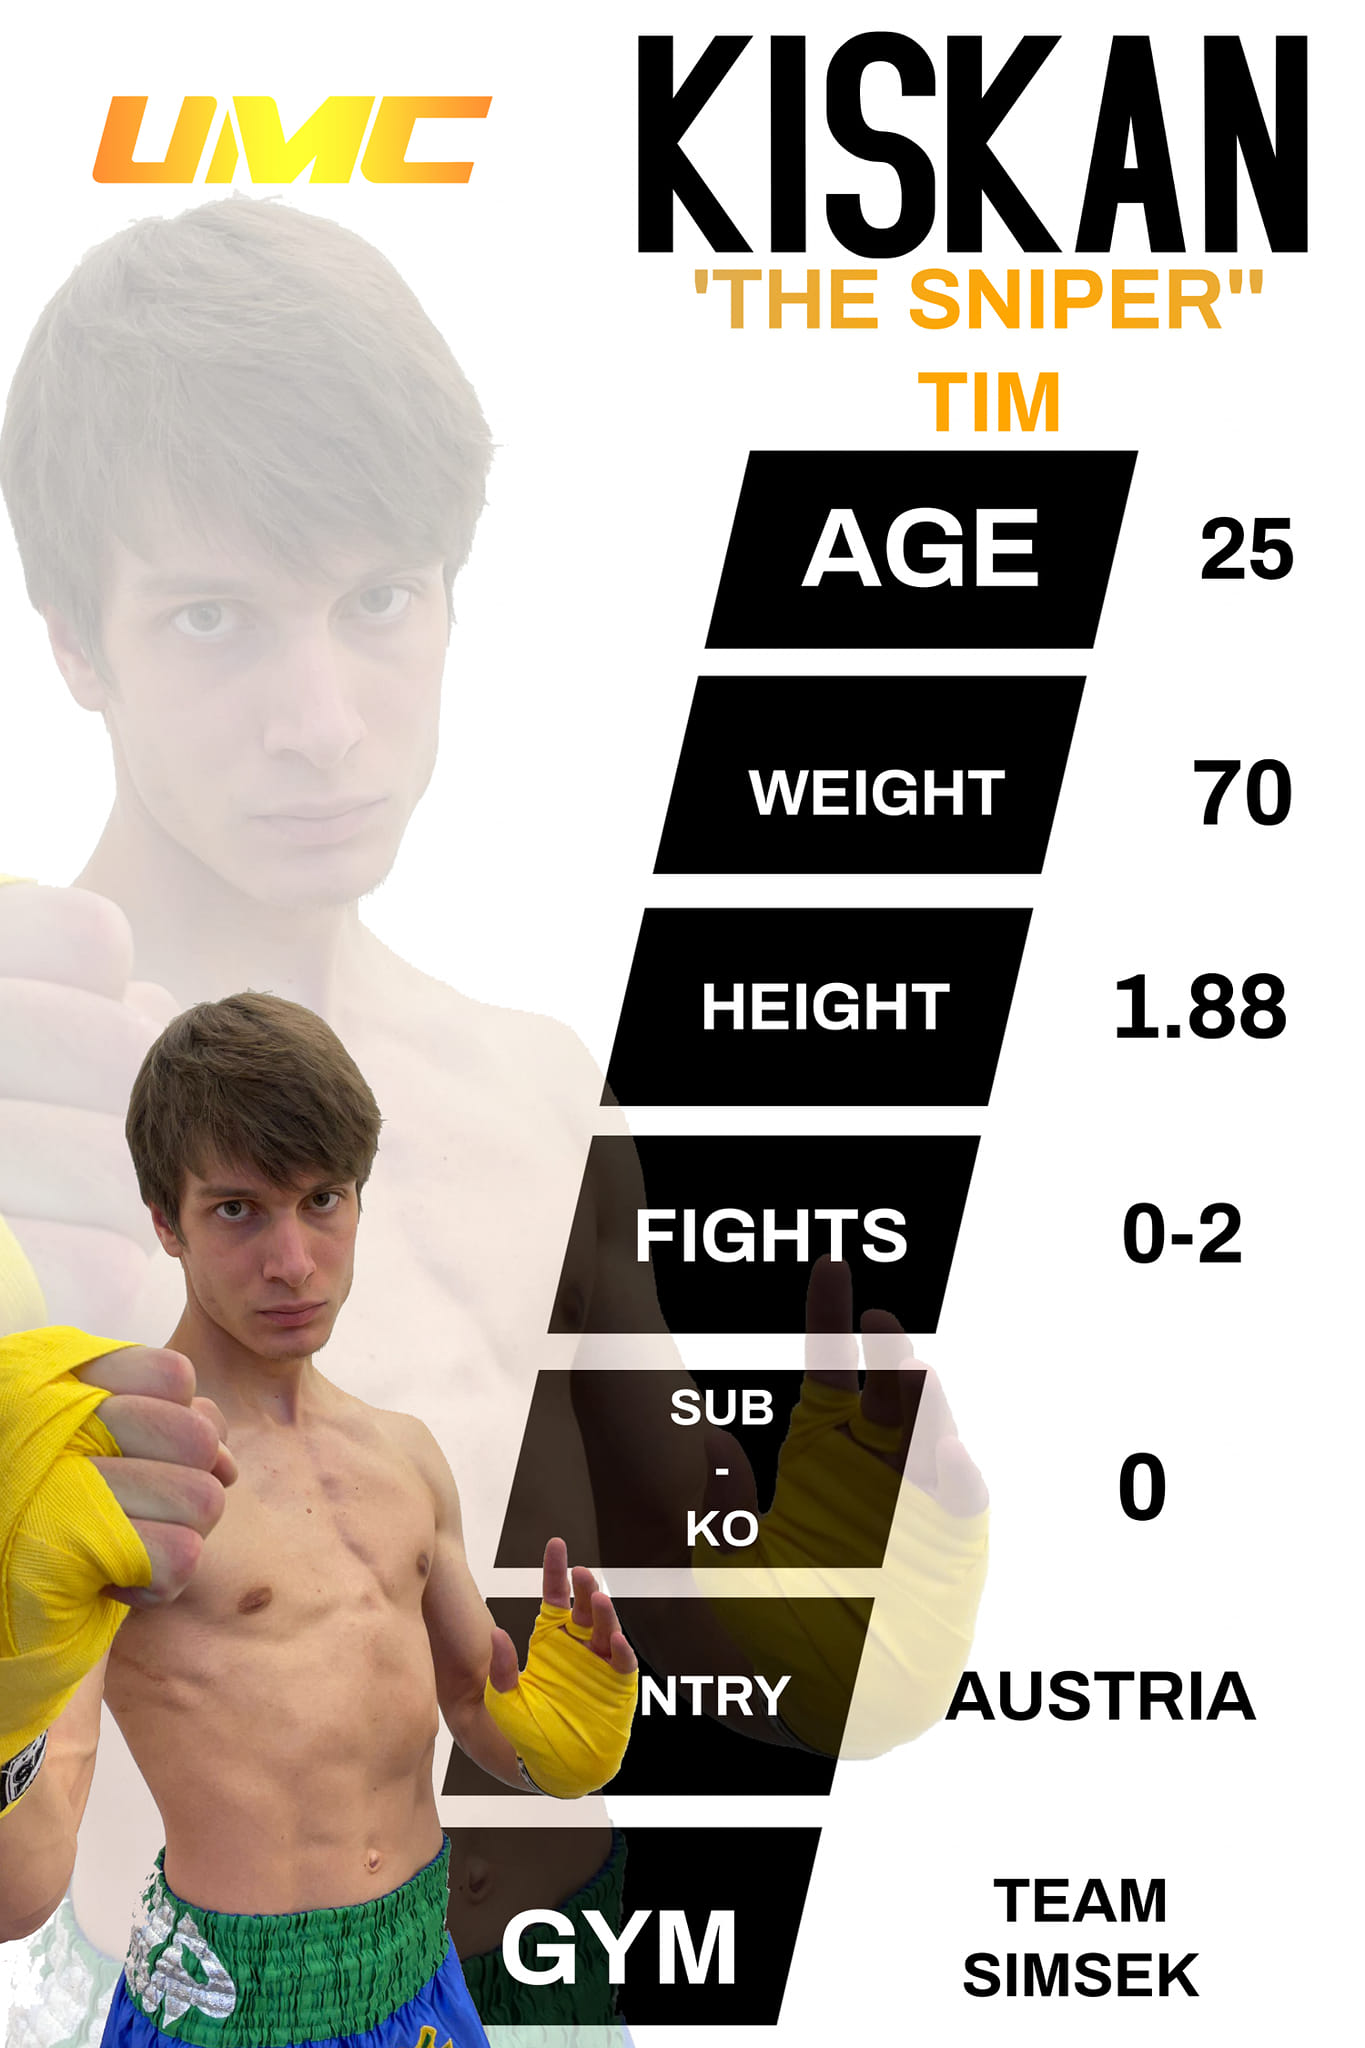 UMC
KISKAN
'THE SNIPER"
TIM
AGE 25
WEIGHT 70
HEIGHT 1.88
FIGHTS 0-2
SUB
-
KO
0
NTRY AUSTRIA
GYM
TEAM
SIMSEK